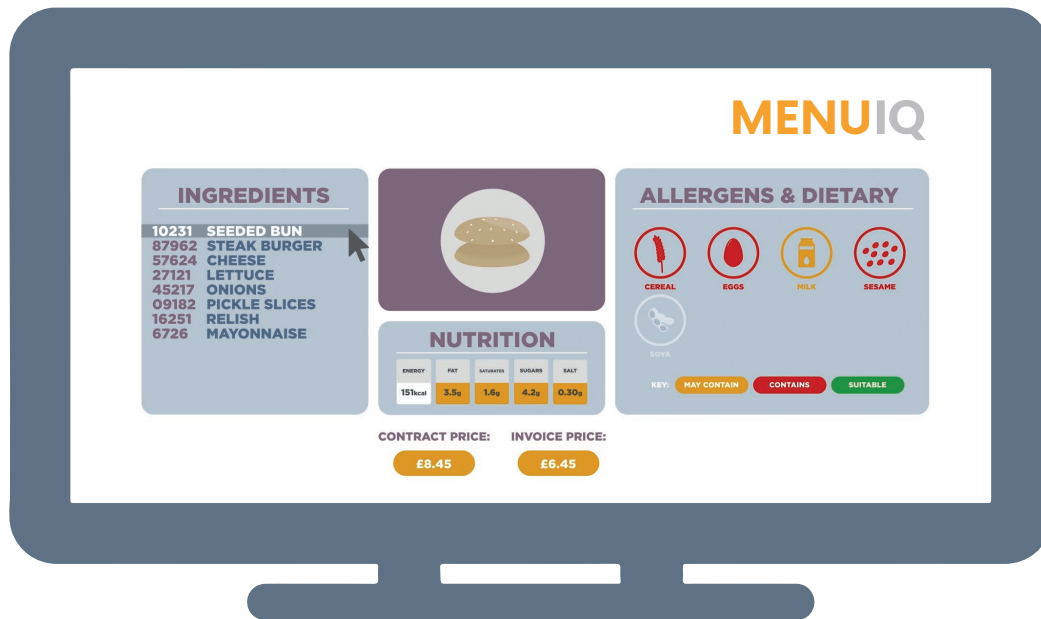 MENUIQ
INGREDIENTS
10231 SEEDED BUN
87962 STEAK BURGER
57624 CHEESE
27121 LETTUCE
45217 ONIONS
09182 PICKLE SLICES
16251 RELISH
6726 MAYONNAISE
NUTRITION
ENERGY FAT SATURATES SUGARS SALT
151kcal 3.5g 1.6g 4.2g 0.30g
CONTRACT PRICE: INVOICE PRICE:
£8.45 £6.45
ALLERGENS & DIETARY
CEREAL EGGS MILK SESAME
SOYA
KEY: MAY CONTAIN CONTAINS SUITABLE